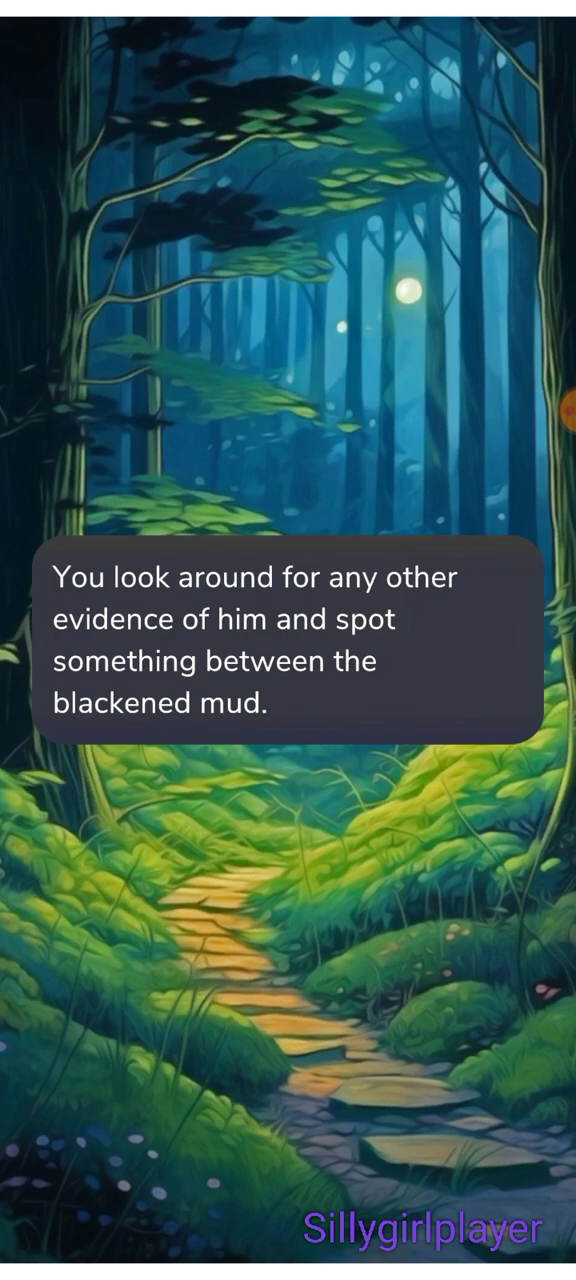 You look around for any other
evidence of him and spot
something between the
blackened mud.
Sillygirlplayer